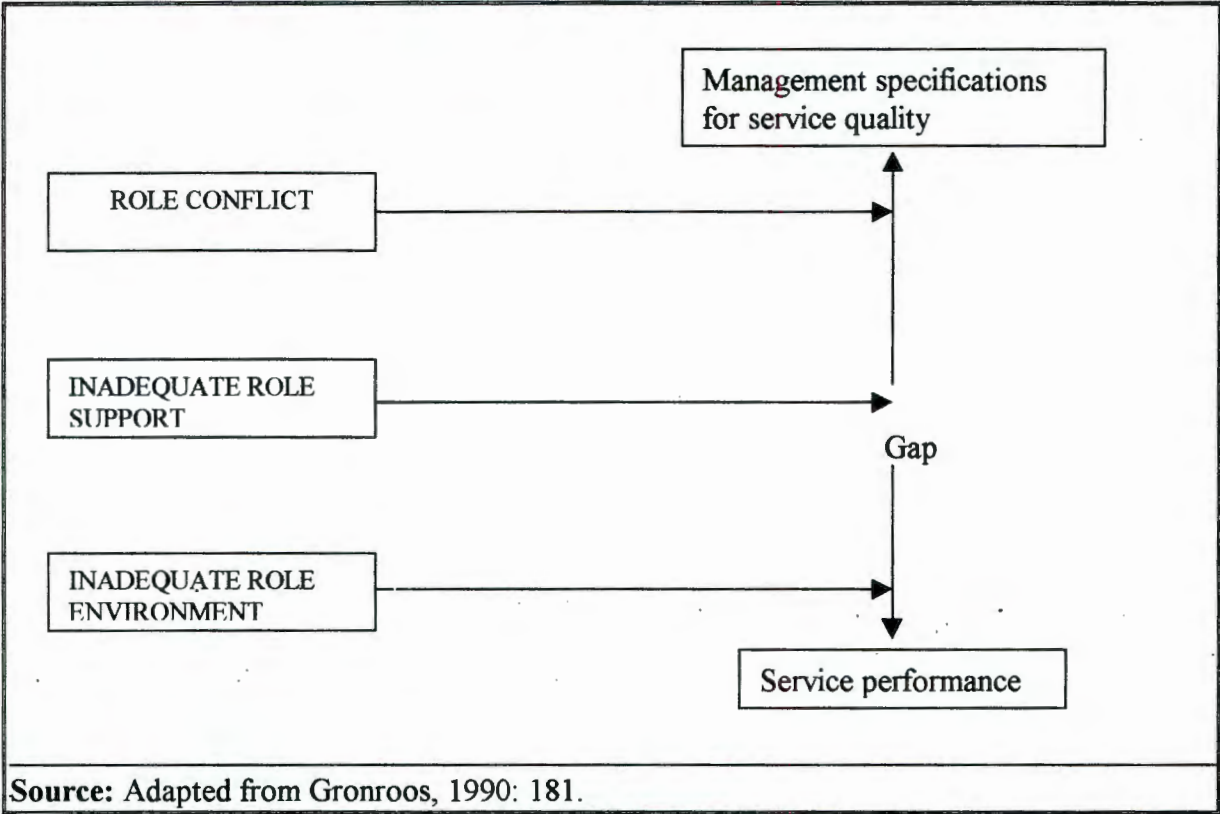 Management specifications
for service quality
ROLE CONFLICT
INADEQUATE ROLE
SUPPORT
Gap
INADEQUATE ROLE
ENVIRONMENT
Service performance
Source: Adapted from Gronroos, 1990: 181.